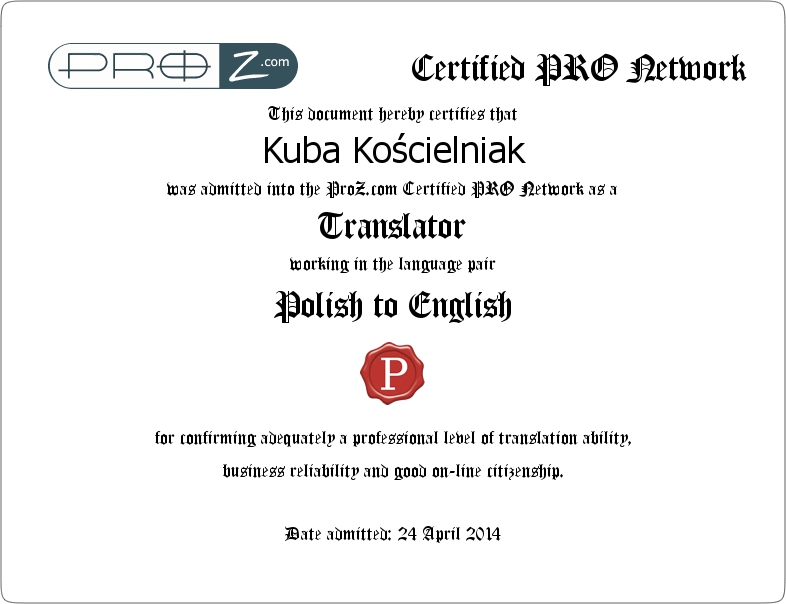 PROZ.com
Certified PRO Network
This document hereby certifies that
Kuba Kościelniak
was admitted into the ProZ.com Certified PRO Network as a
Translator
working in the language pair
Polish to English
P
for confirming adequately a professional level of translation ability,
business reliability and good on-line citizenship.
Date admitted: 24 April 2014